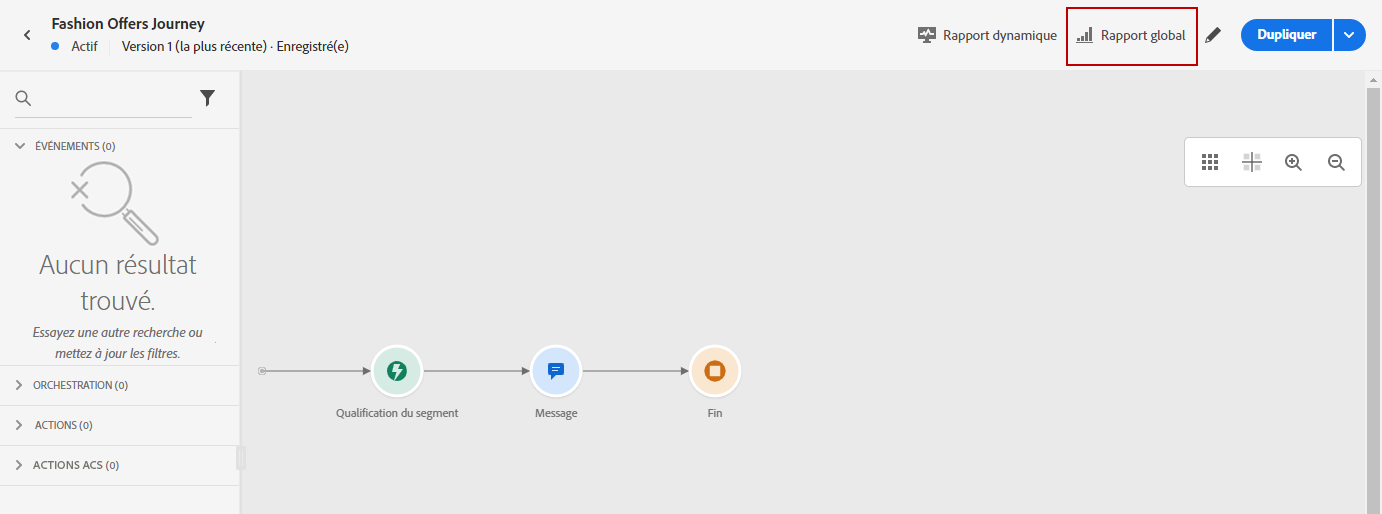 Fashion Offers Journey
Actif
Version 1 (la plus récente) · Enregistré(e)
Rapport dynamique
Rapport global
Dupliquer
ÉVÉNEMENTS (0)
Aucun résultat
trouvé.
Essayez une autre recherche ou
mettez à jour les filtres.
ORCHESTRATION (0)
ACTIONS (0)
ACTIONS ACS (0)
Qualification du segment
Message
Fin